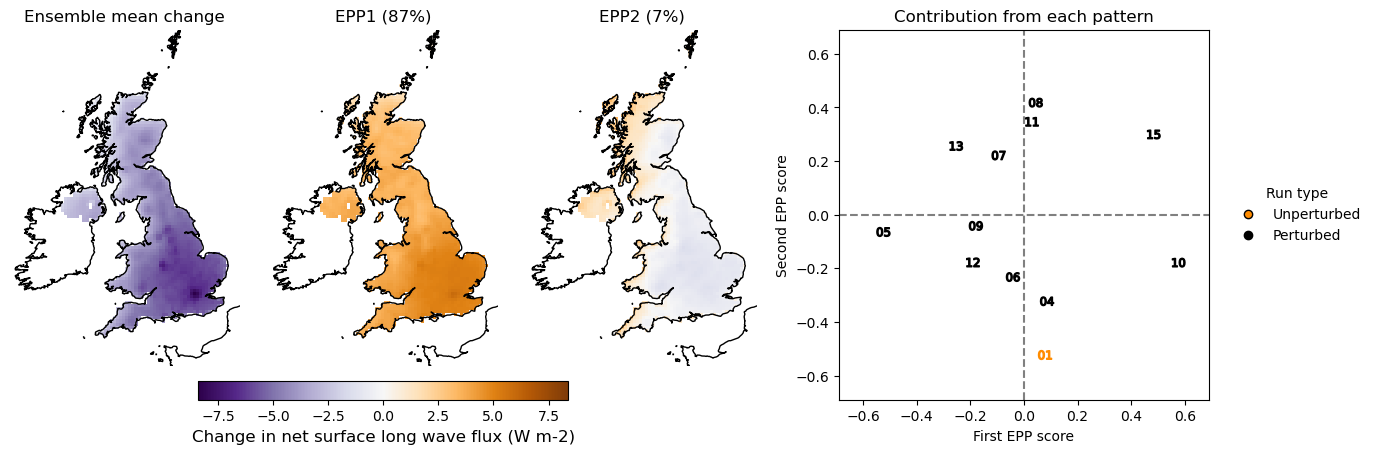 Ensemble mean change
EPP1 (87%)
EPP2 (7%)
−7.5 −5.0 −2.5 0.0 2.5 5.0 7.5
Change in net surface long wave flux (W m-2)
Contribution from each pattern
Second EPP score
0.6
0.4
0.2
0.0
−0.2
−0.4
−0.6
08
11
15
13
07
09
05
12
10
06
04
01
−0.6 −0.4 −0.2 0.0 0.2 0.4 0.6
First EPP score
Run type
Unperturbed
Perturbed